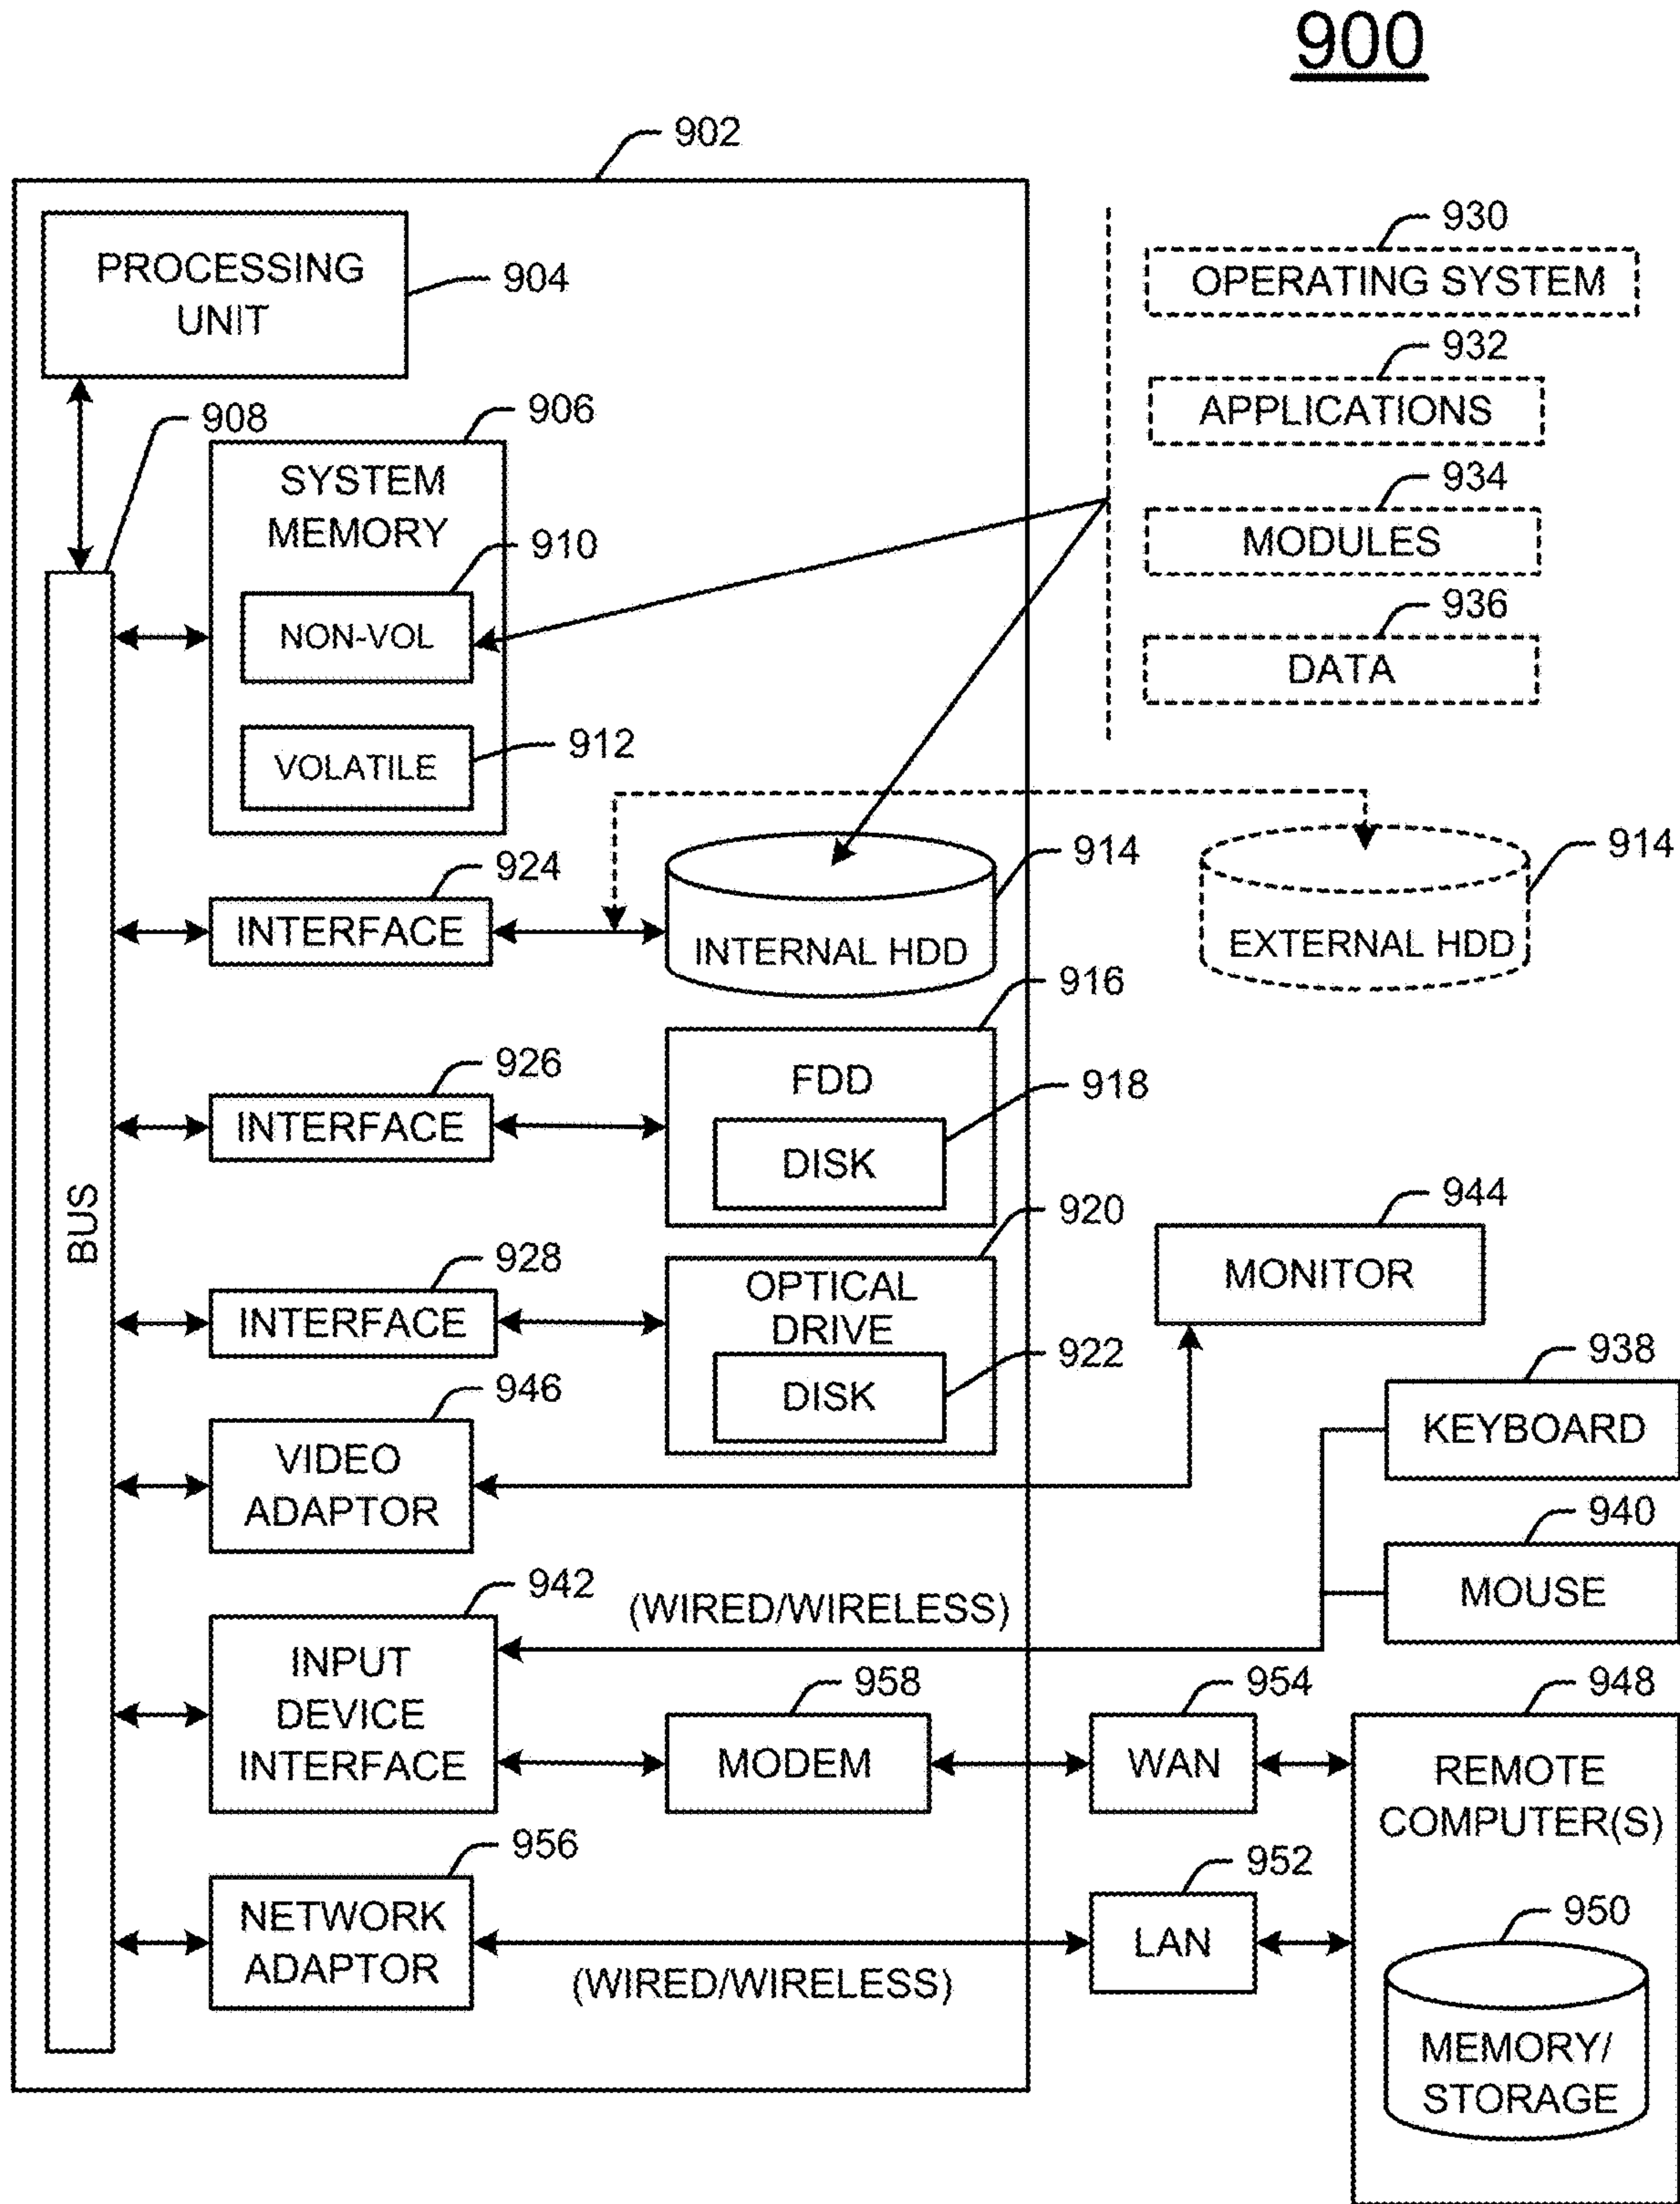 900
902
PROCESSING
UNIT
904
908
906
SYSTEM
MEMORY
910
NON-VOL
VOLATILE
912
930
OPERATING SYSTEM
932
APPLICATIONS
934
MODULES
936
DATA
924
INTERFACE
INTERNAL HDD
914
EXTERNAL HDD
914
926
INTERFACE
916
FDD
918
DISK
BUS
928
INTERFACE
920
OPTICAL
DRIVE
922
DISK
944
MONITOR
946
VIDEO
ADAPTOR
938
KEYBOARD
940
MOUSE
942
INPUT
DEVICE
INTERFACE
(WIRED/WIRELESS)
958
MODEM
954
WAN
948
REMOTE
COMPUTER(S)
956
NETWORK
ADAPTOR
(WIRED/WIRELESS)
952
LAN
950
MEMORY/
STORAGE